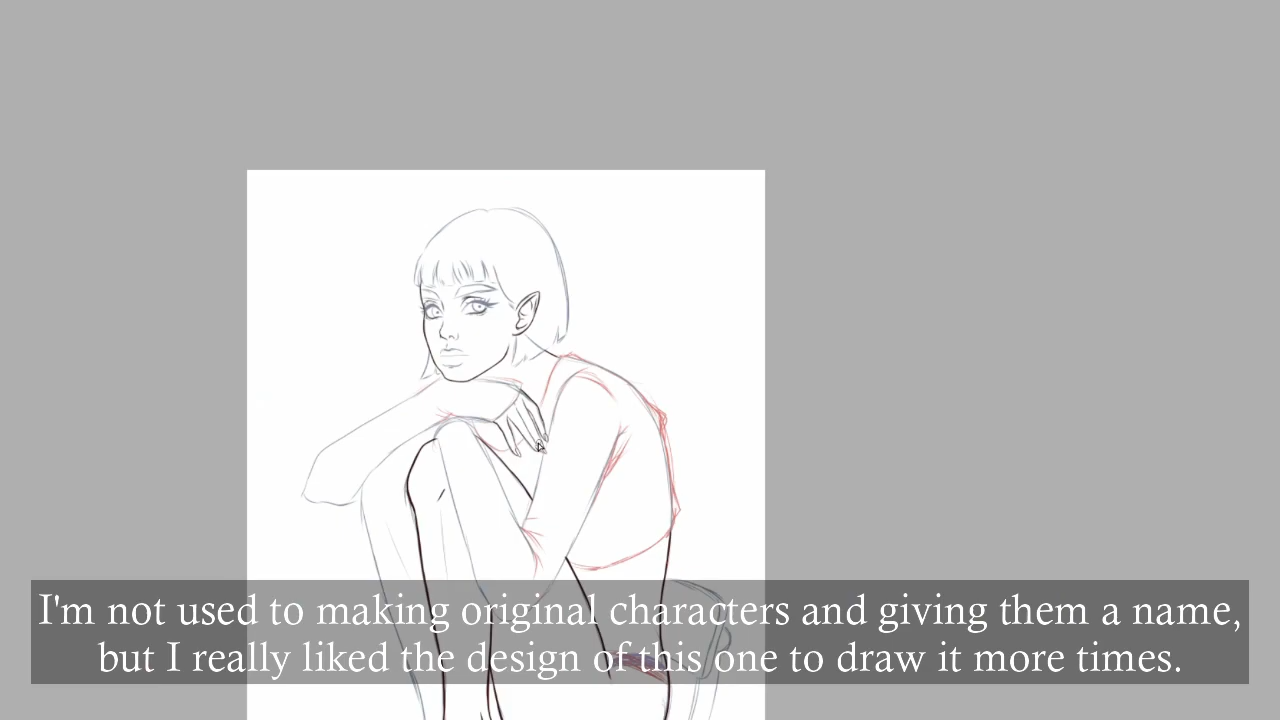 I'm not used to making original characters and giving them a name,
but I really liked the design of this one to draw it more times.